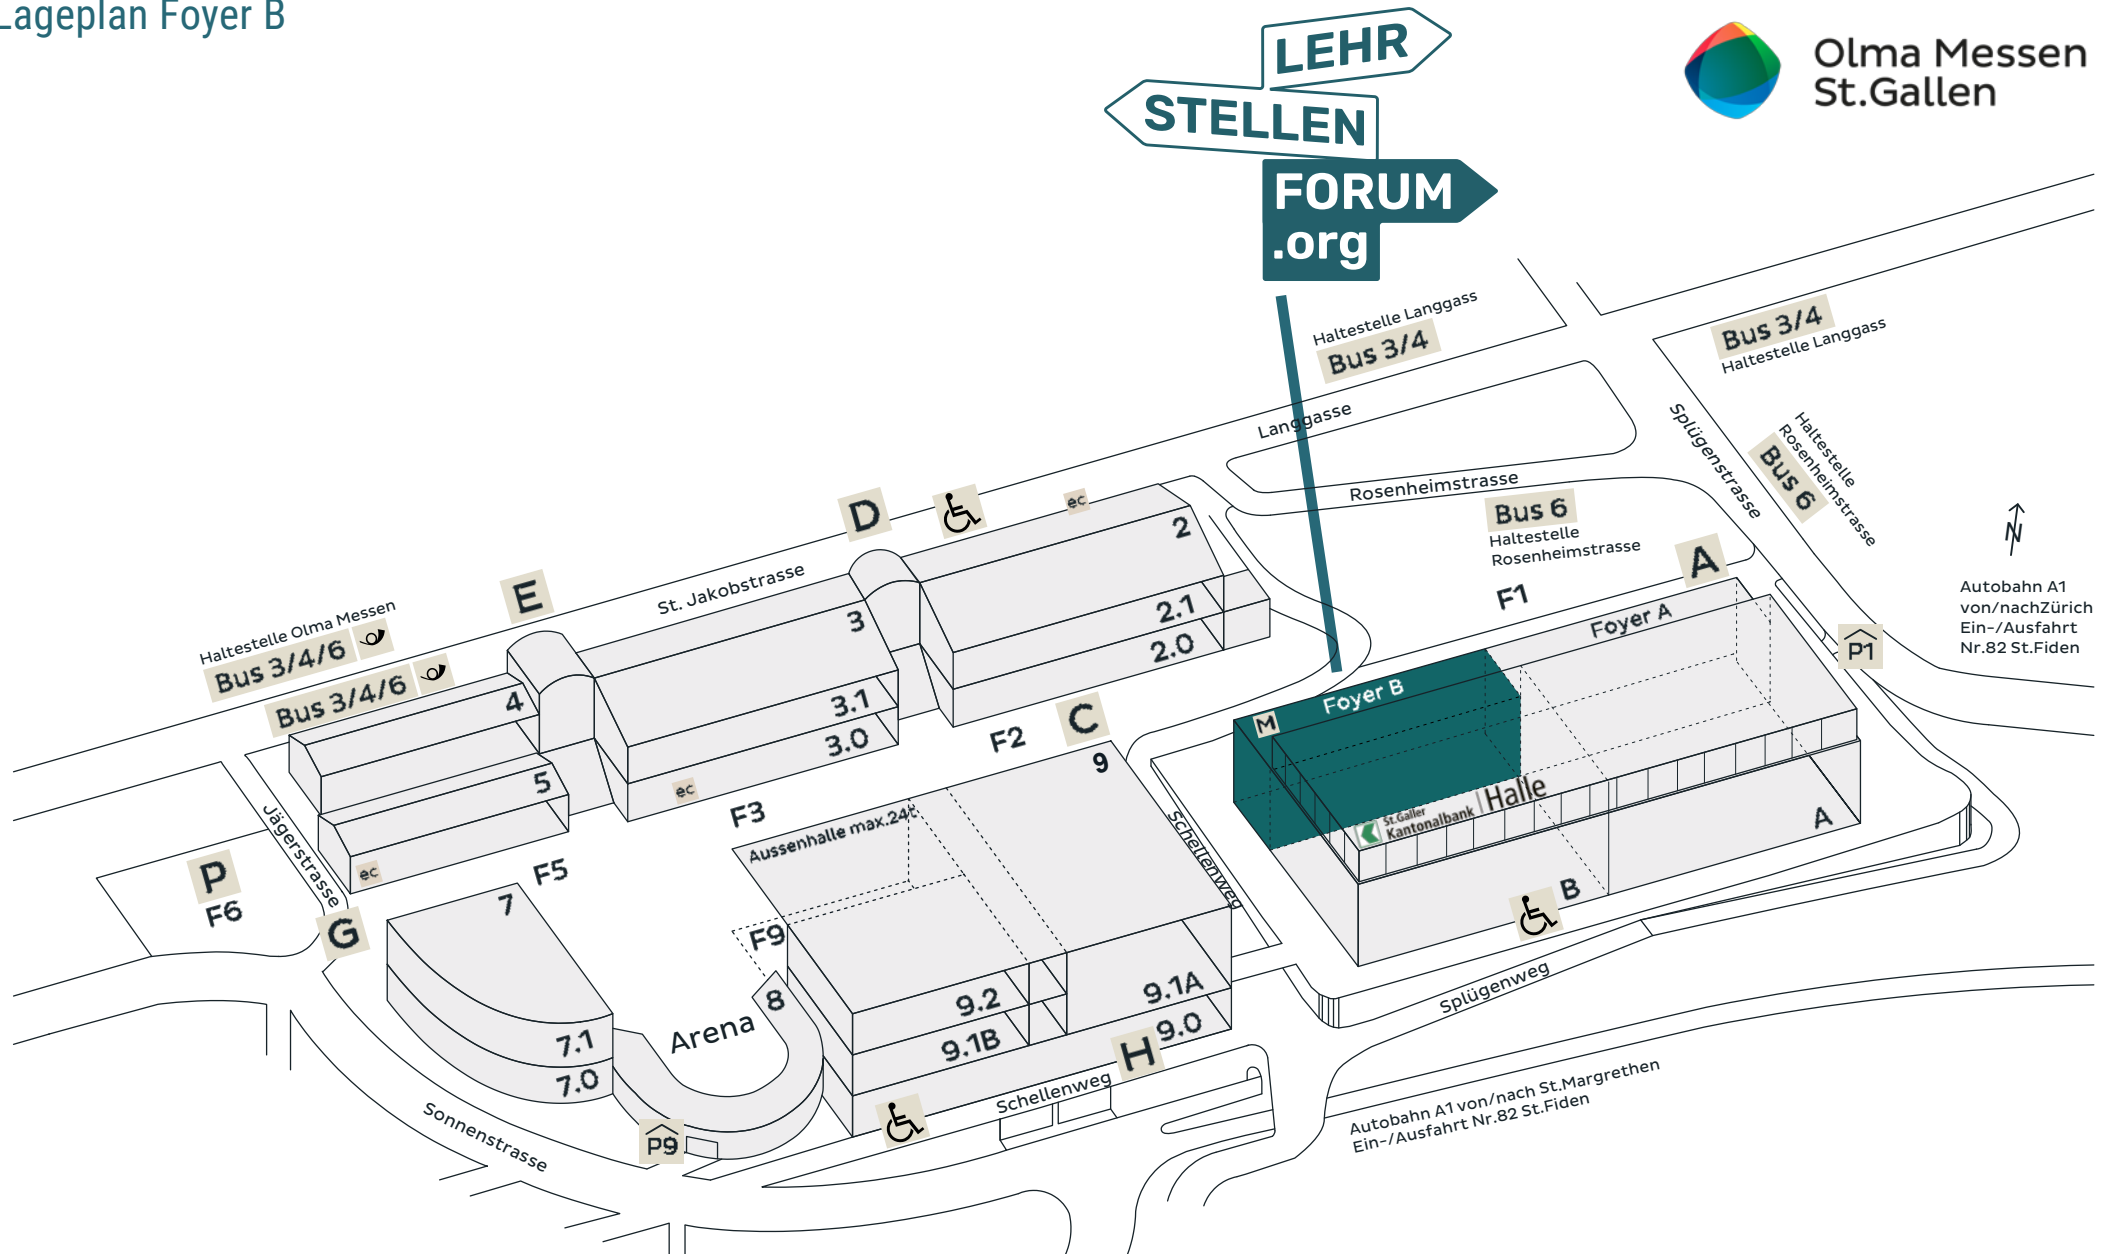 Lageplan Foyer B
LEHR
STELLEN
FORUM
.org
Olma Messen
St.Gallen
Haltestelle Langgass
Bus 3/4
Bus 3/4
Haltestelle Langgass
Langgasse
Splügenstrasse
Haltestelle
Rosenheimstrasse
Bus 6
Rosenheimstrasse
Bus 6
Haltestelle
Rosenheimstrasse
N
Autobahn A1
von/nachZürich
Ein-/Ausfahrt
Nr.82 St.Fiden
D
ec
2
2.1
2.0
E
St. Jakobstrasse
3
3.1
3.0
ec
Haltestelle Olma Messen
Bus 3/4/6
Bus 3/4/6
4
5
ec
A
F1
Foyer A
P1
Foyer B
M
St.Galler
Kantonalbank
Halle
A
B
C
F2
9
F3
Aussenhalle max.24t
Schellenweg
Jägerstrasse
P
F6
G
F5
7
7.1
7.0
F9
8
Arena
9.2
9.1B
9.1A
9.0
H
Schellenweg
Splügenweg
P9
Sonnenstrasse
Autobahn A1 von/nach St.Margrethen
Ein-/Ausfahrt Nr.82 St.Fiden